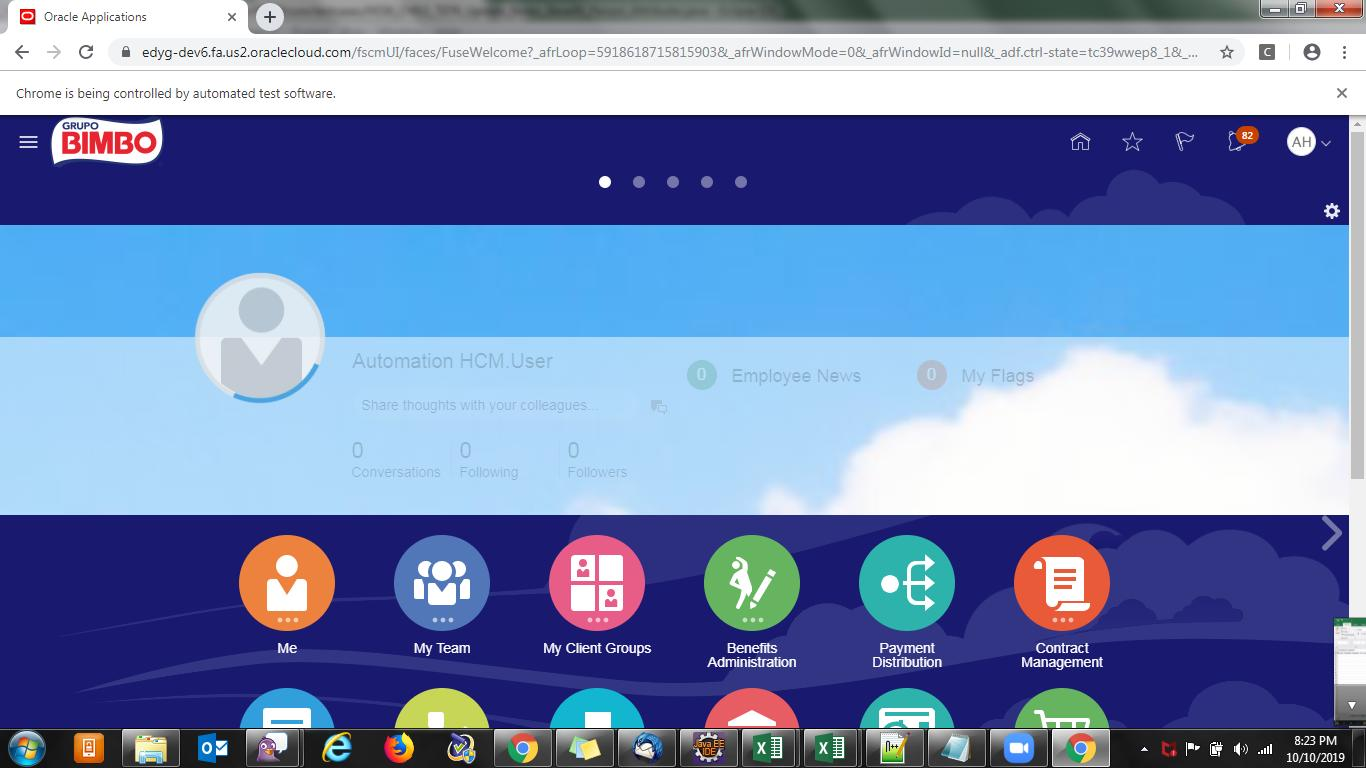 Oracle Applications
edyg-dev6.fa.us2.oraclecloud.com/fscmUI/faces/FuseWelcome?_afrLoop=5918618715815903&_afrWindowMode=0&_afrWindowId=null&_adf.ctrl-state=tc39wwep8_1&_...
C
Chrome is being controlled by automated test software.
GRUPO
BIMBO
82
AH
Automation HCM.User
0 Employee News
0 My Flags
Share thoughts with your colleagues...
0 0 0
Conversations Following Followers
Me
My Team
My Client Groups
Benefits
Administration
Payment
Distribution
Contract
Management
Java EE
IDE
8:23 PM
10/10/2019